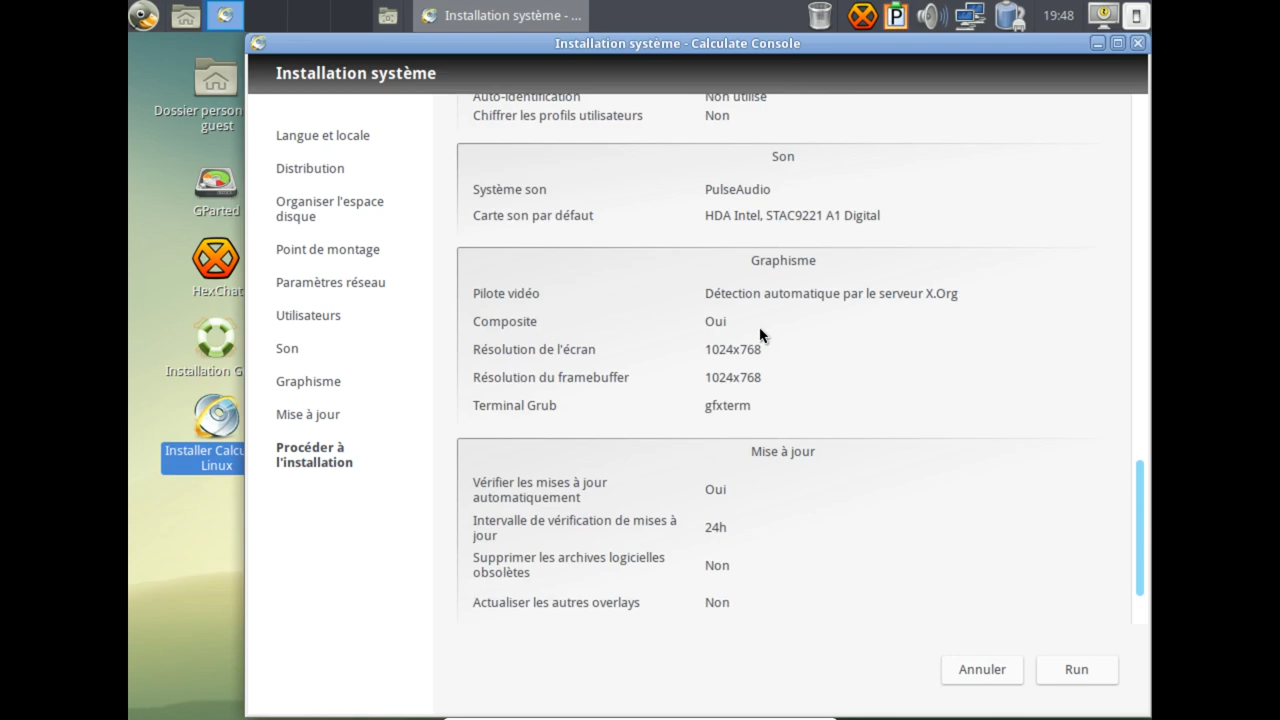 Installation système - ...
19:48
Installation système - Calculate Console
Installation système
Dossier person
guest
GParted
HexChat
Installation G
Installer Calcu
Linux
Langue et locale
Distribution
Organiser l'espace
disque
Point de montage
Paramètres réseau
Utilisateurs
Son
Graphisme
Mise à jour
Procéder à
l'installation
Auto-identification Non utilisé
Chiffrer les profils utilisateurs Non
Son
Système son PulseAudio
Carte son par défaut HDA Intel, STAC9221 A1 Digital
Graphisme
Pilote vidéo Détection automatique par le serveur X.Org
Composite Oui
Résolution de l'écran 1024x768
Résolution du framebuffer 1024x768
Terminal Grub gfxterm
Mise à jour
Vérifier les mises à jour
automatiquement Oui
Intervalle de vérification de mises à
jour 24h
Supprimer les archives logicielles
obsolètes Non
Actualiser les autres overlays Non
Annuler Run